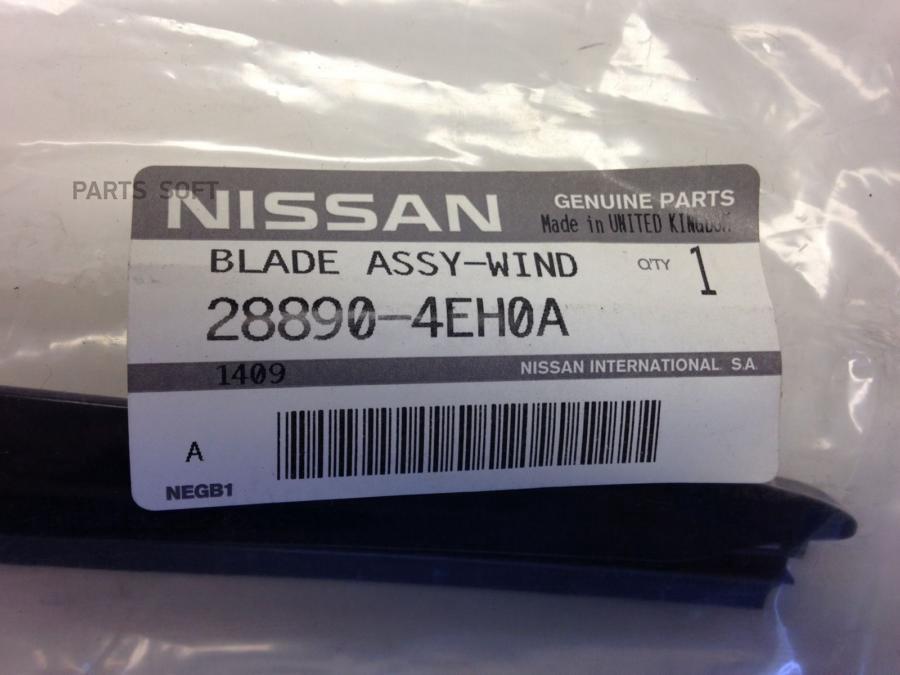 PARTS SOFT
NISSAN
GENUINE PARTS
Made in UNITED KINGDOM
BLADE ASSY-WIND
QTY 1
28890-4EH0A
1409
NISSAN INTERNATIONAL S.A.
A
NEGB1